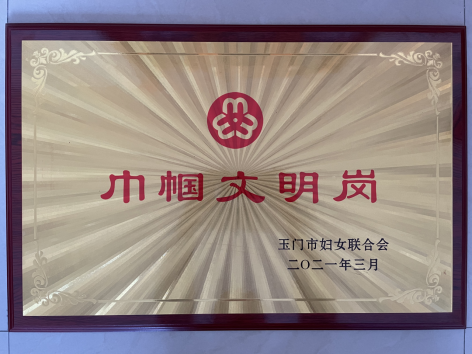 巾帼文明岗
玉门市妇女联合会
二〇二一年三月